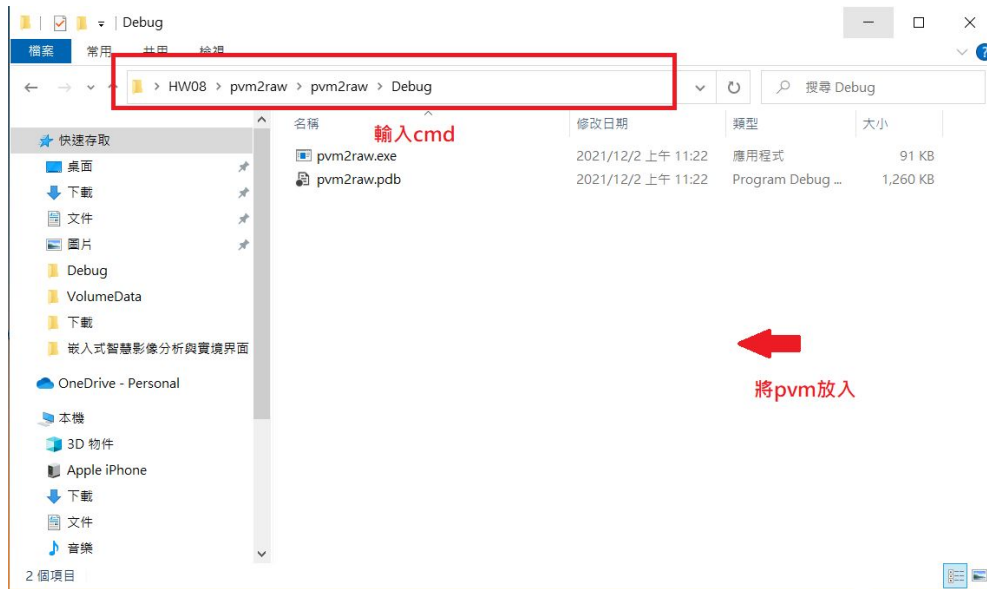 Debug
檔案 常用 共用 檢視
HW08 > pvm2raw > pvm2raw > Debug
搜尋 Debug
名稱 修改日期 類型 大小
輸入cmd
pvm2raw.exe 2021/12/2 上午 11:22 應用程式 91 KB
pvm2raw.pdb 2021/12/2 上午 11:22 Program Debug ... 1,260 KB
將pvm放入
快速存取
桌面
下載
文件
圖片
Debug
VolumeData
下載
嵌入式智慧影像分析與實境界面
OneDrive - Personal
本機
3D 物件
Apple iPhone
下載
文件
音樂
2 個項目